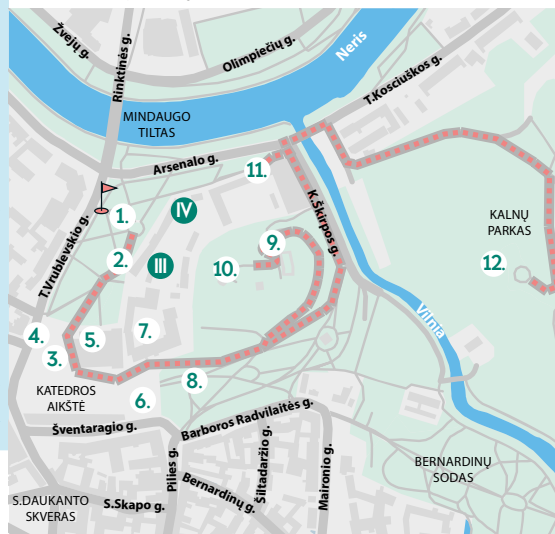 Žvejų g.
Rinktinės g.
Olimpiečių g.
Neris
T.Kosciuškos g.
MINDAUGO
TILTAS
Arsenalo g.
11.
K.Škirpos g.
1.
IV
KALNŲ
PARKAS
T.Vrublevskio g.
2.
III
9.
10.
12.
Vilnia
4.
3.
5.
7.
8.
6.
KATEDROS
AIKŠTĖ
Šventaragio g.
Barboros Radvilaitės g.
Pilies g.
Bernardinų g.
Šiltadaržio g.
Maironio g.
BERNARDINŲ
SODAS
S.DAUKANTO
SKVERAS
S.Skapo g.